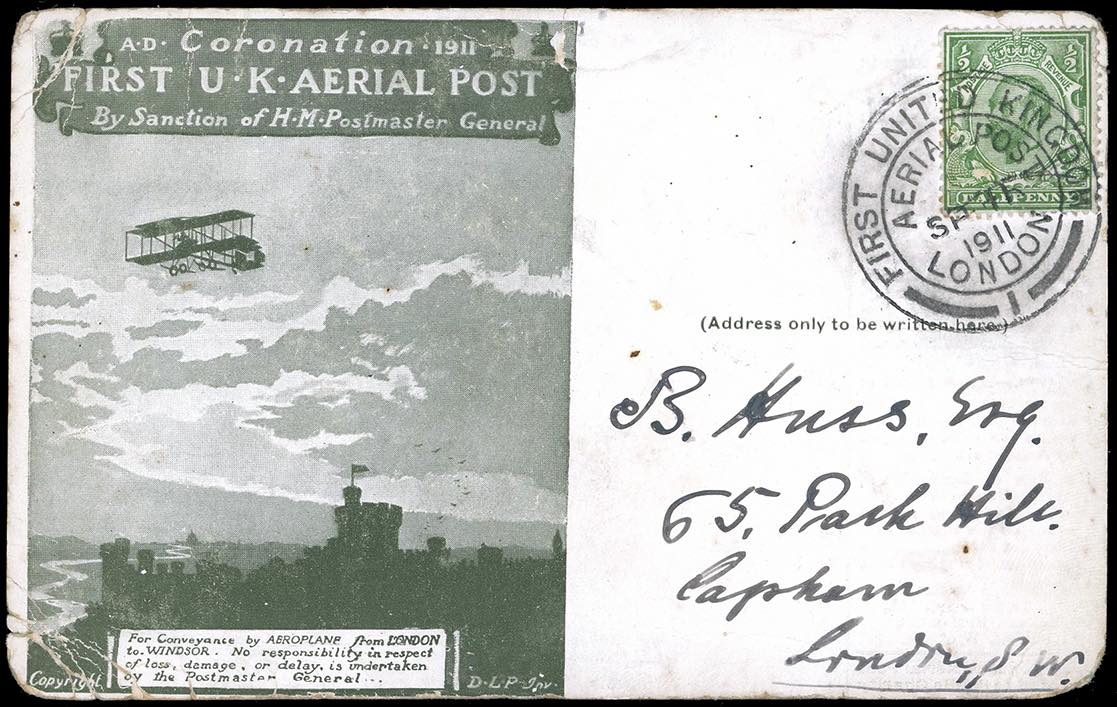 A·D· Coronation · 1911
FIRST U·K·AERIAL POST
By Sanction of H·M·Postmaster General
For Conveyance by AEROPLANE from LONDON
to WINDSOR. No responsibility in respect
of loss, damage, or delay, is undertaken
by the Postmaster General...
Copyright
D·L·P-Inv·
½ ½
REVENUE
HALFPENNY
FIRST UNITED KINGDOM
AERIAL POST
1911
LONDON
1
(Address only to be written here.)
B. Huss, Esq.
65, Park Hill.
Capham
London, S W.